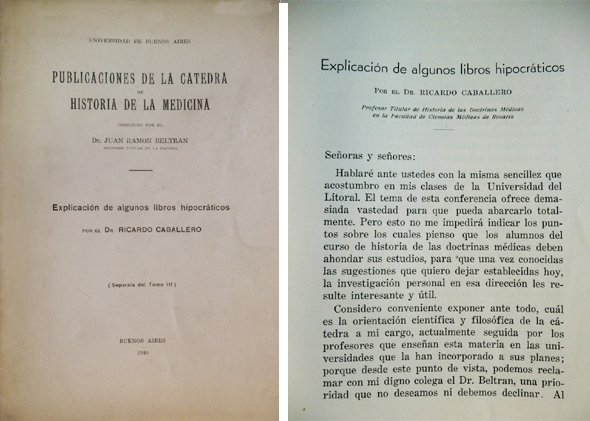 UNIVERSIDAD DE BUENOS AIRES
PUBLICACIONES DE LA CATEDRA
DE
HISTORIA DE LA MEDICINA
DIRIGIDAS POR EL
Dr. JUAN RAMON BELTRAN
PROFESOR TITULAR DE LA MATERIA
Explicación de algunos libros hipocráticos
POR EL DR. RICARDO CABALLERO
(Separata del Tomo III)
BUENOS AIRES
Explicación de algunos libros hipocráticos
POR EL DR. RICARDO CABALLERO
Profesor Titular de Historia de las Doctrinas Médicas
en la Facultad de Ciencias Médicas de Rosario
Señoras y señores:
Hablaré ante ustedes con la misma sencillez que
acostumbro en mis clases de la Universidad del
Litoral. El tema de esta conferencia ofrece dema-
siada vastedad para que pueda abarcarlo total-
mente. Pero esto no me impedirá indicar los pun-
tos sobre los cuales pienso que los alumnos del
curso de historia de las doctrinas médicas deben
ahondar sus estudios, para que una vez conocidas
las sugestiones que quiero dejar establecidas hoy,
la investigación personal en esa dirección les re-
sulte interesante y útil.
Considero conveniente exponer ante todo, cuál
es la orientación científica y filosófica de la cá-
tedra a mi cargo, actualmente seguida por los
profesores que enseñan esta materia en las uni-
versidades que la han incorporado a sus planes;
porque desde este punto de vista, podemos recla-
mar con mi digno colega el Dr. Beltran, una prio-
ridad que no deseamos ni debemos declinar. Al